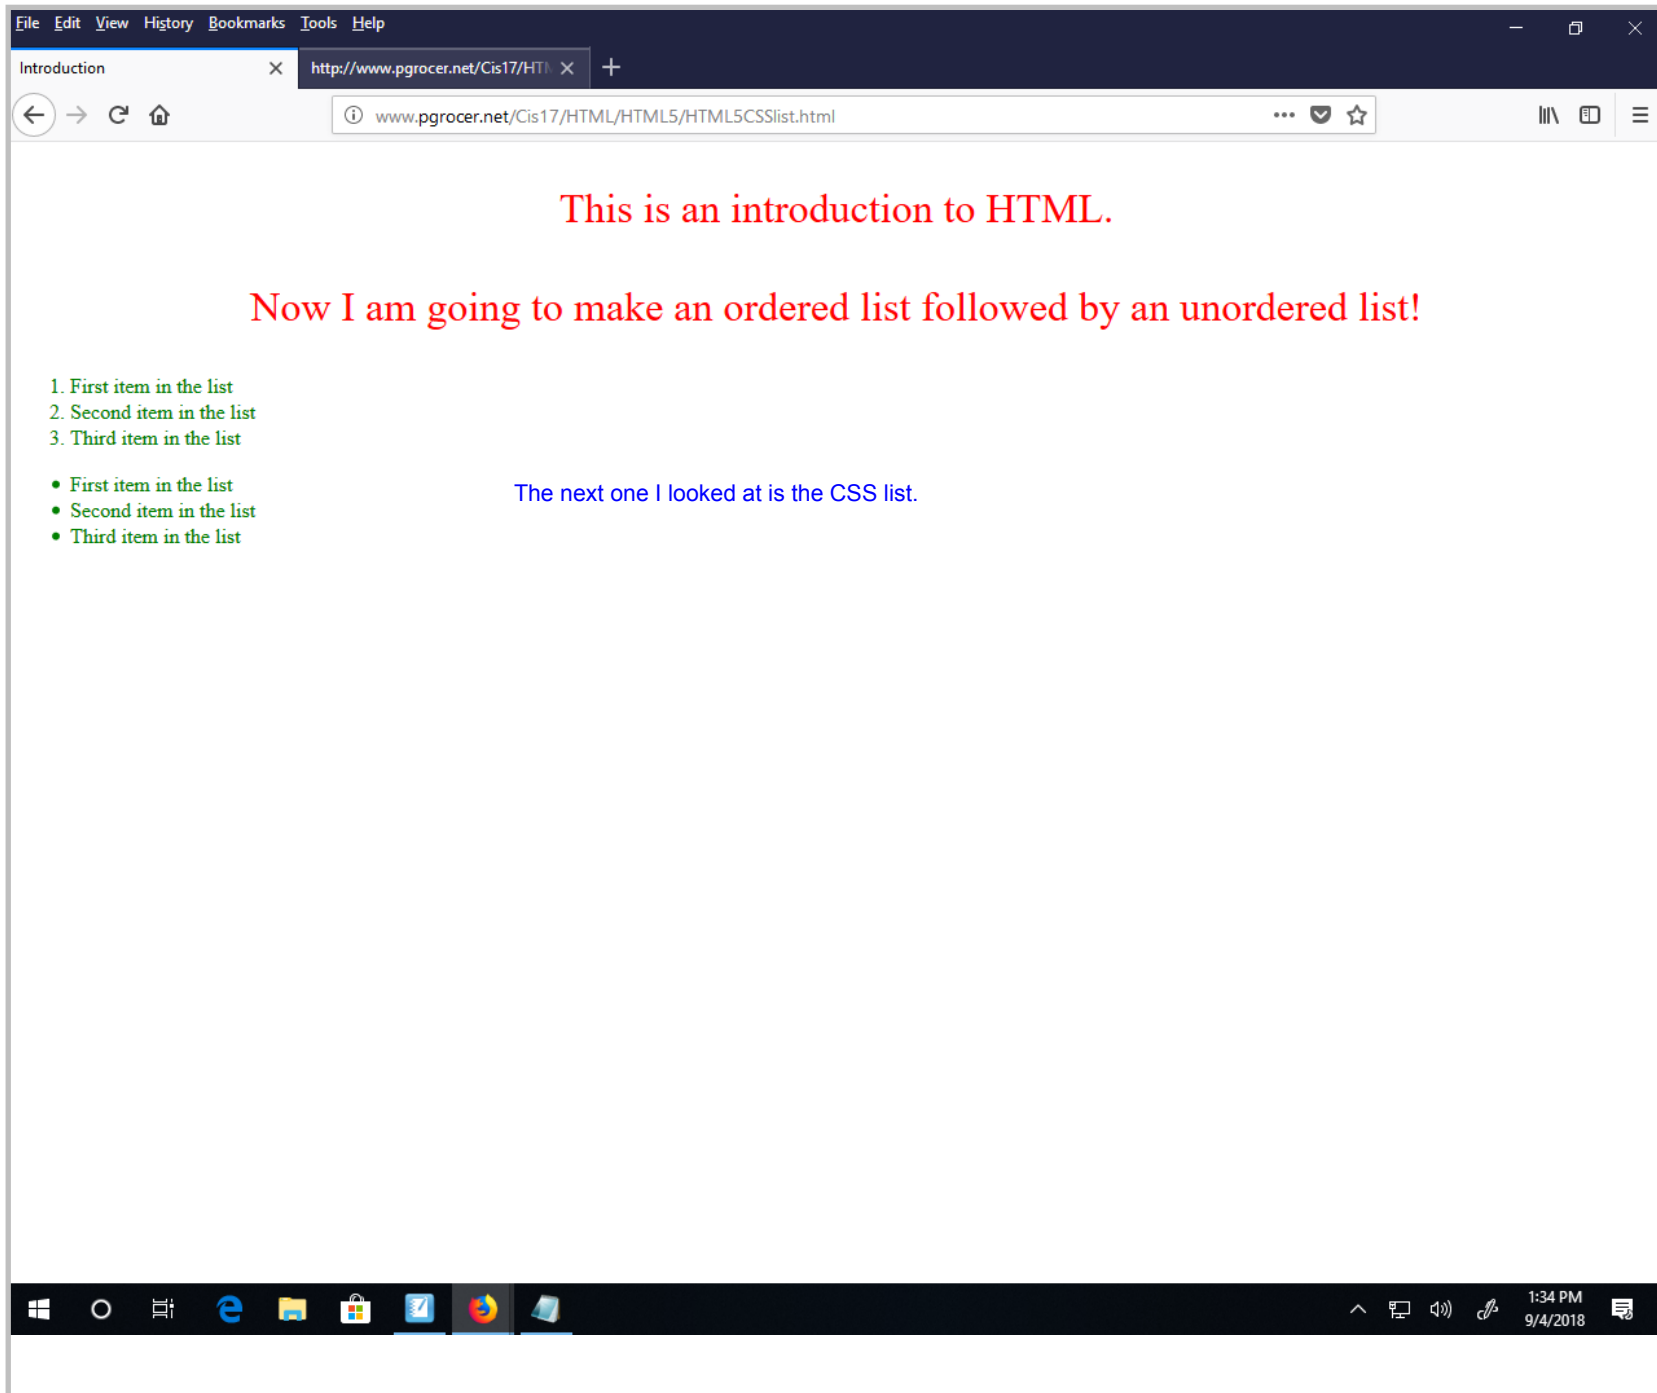 File Edit View History Bookmarks Tools Help
Introduction
http://www.pgrocer.net/Cis17/HTM
www.pgrocer.net/Cis17/HTML/HTML5/HTML5CSSlist.html
This is an introduction to HTML.
Now I am going to make an ordered list followed by an unordered list!
1. First item in the list
2. Second item in the list
3. Third item in the list
• First item in the list
• Second item in the list
• Third item in the list
The next one I looked at is the CSS list.
1:34 PM
9/4/2018